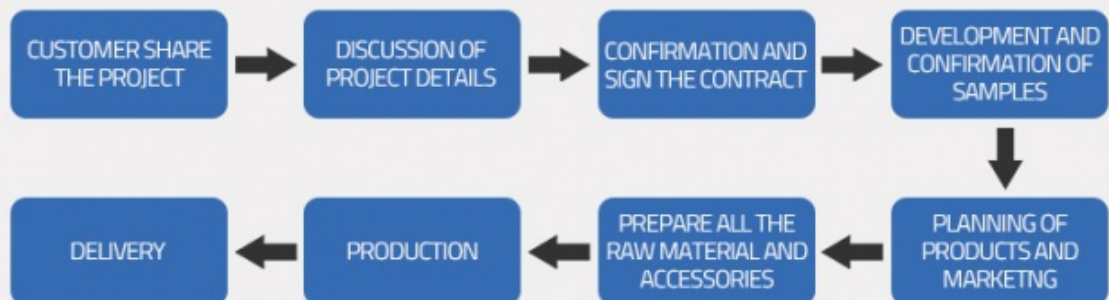 CUSTOMER SHARE
THE PROJECT
DISCUSSION OF
PROJECT DETAILS
CONFIRMATION AND
SIGN THE CONTRACT
DEVELOPMENT AND
CONFIRMATION OF
SAMPLES
PLANNING OF
PRODUCTS AND
MARKETNG
PREPARE ALL THE
RAW MATERIAL AND
ACCESSORIES
PRODUCTION
DELIVERY